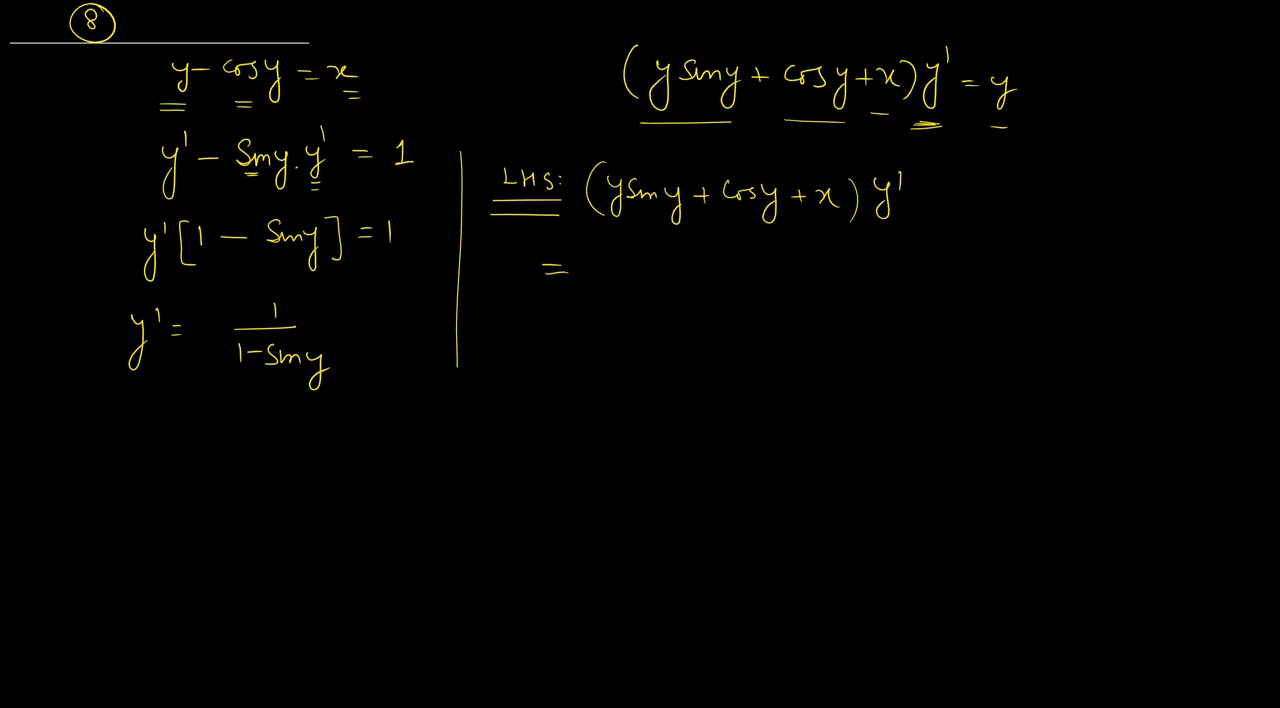 8
y - cos y = x
y' - Sin y . y' = 1
y' [ 1 - Sin y ] = 1
y' = 1 / (1 - Sin y)
(y sin y + cos y + x) y' = y
LHS: (y sin y + cos y + x) y'
=